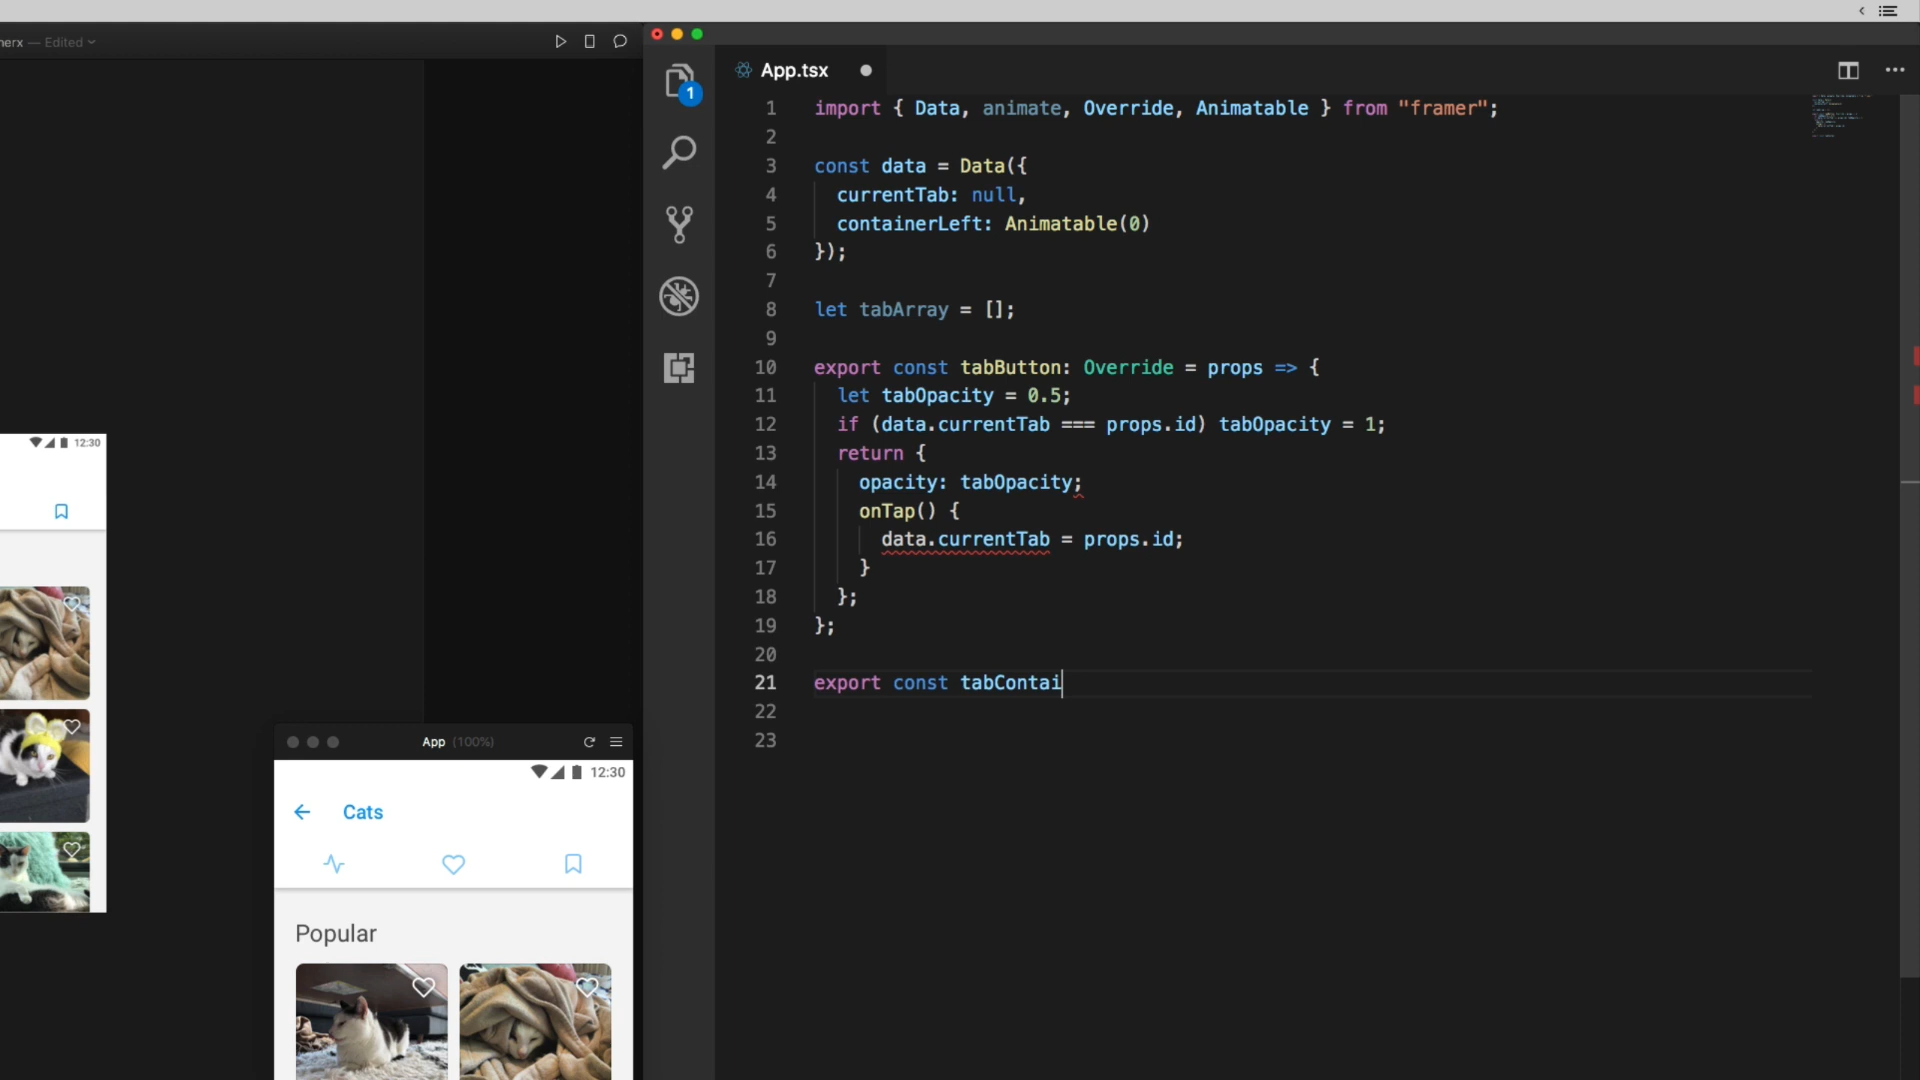 nerx — Edited
12:30
App (100%)
12:30
Cats
Popular
1
App.tsx
1 import { Data, animate, Override, Animatable } from "framer";
2
3 const data = Data({
4 currentTab: null,
5 containerLeft: Animatable(0)
6 });
7
8 let tabArray = [];
9
10 export const tabButton: Override = props => {
11 let tabOpacity = 0.5;
12 if (data.currentTab === props.id) tabOpacity = 1;
13 return {
14 opacity: tabOpacity;
15 onTap() {
16 data.currentTab = props.id;
17 }
18 };
19 };
20
21 export const tabContai
22
23